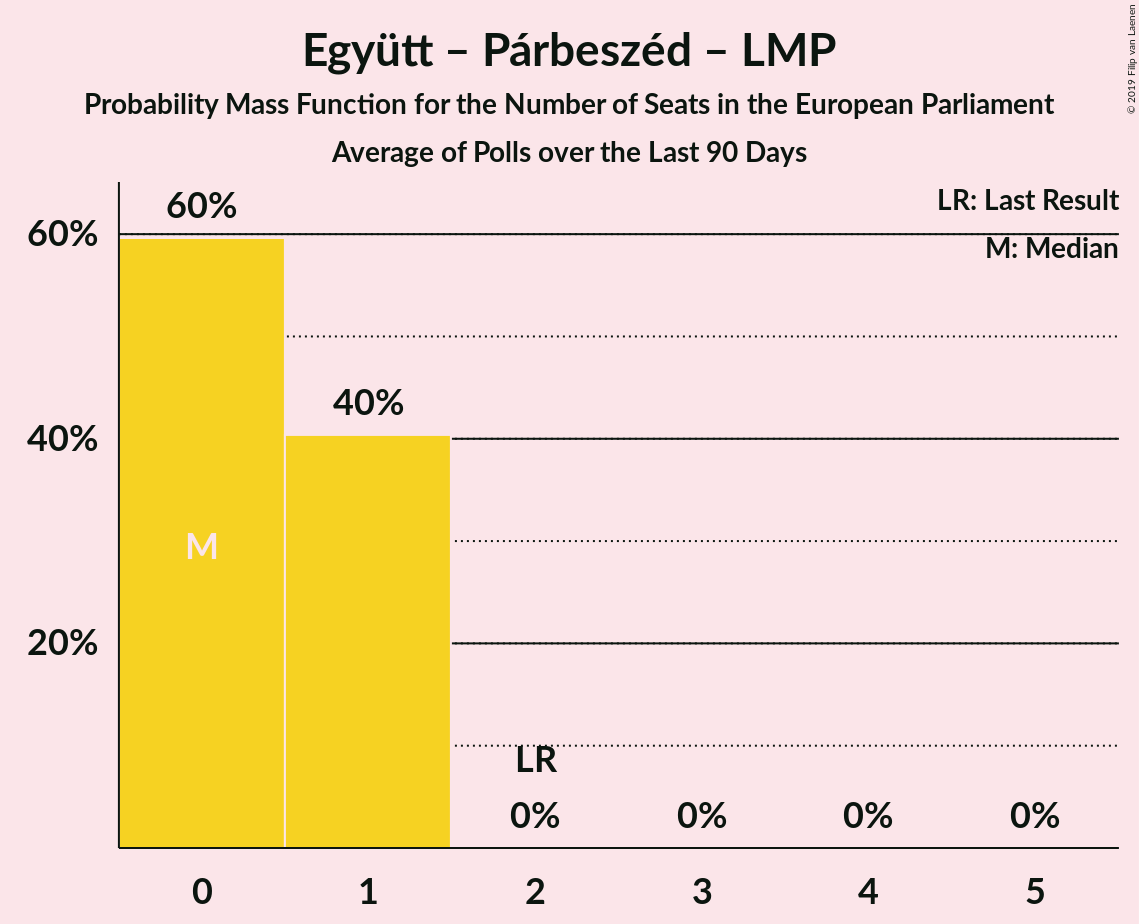 Együtt – Párbeszéd – LMP
Probability Mass Function for the Number of Seats in the European Parliament
Average of Polls over the Last 90 Days
© 2019 Filip van Laenen
LR: Last Result
M: Median
60%
60%
40%
40%
M
20%
LR
0%
0%
0%
0%
0
1
2
3
4
5